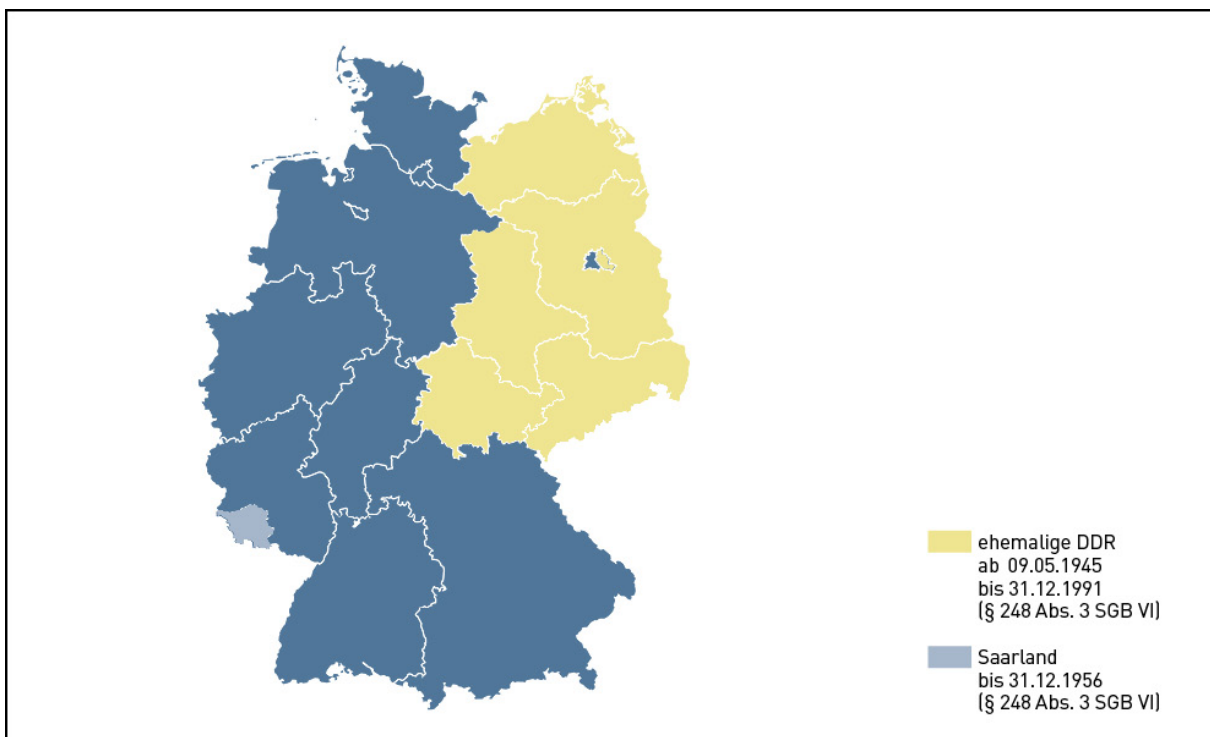 ehemalige DDR
ab 09.05.1945
bis 31.12.1991
(§ 248 Abs. 3 SGB VI)
Saarland
bis 31.12.1956
(§ 248 Abs. 3 SGB VI)